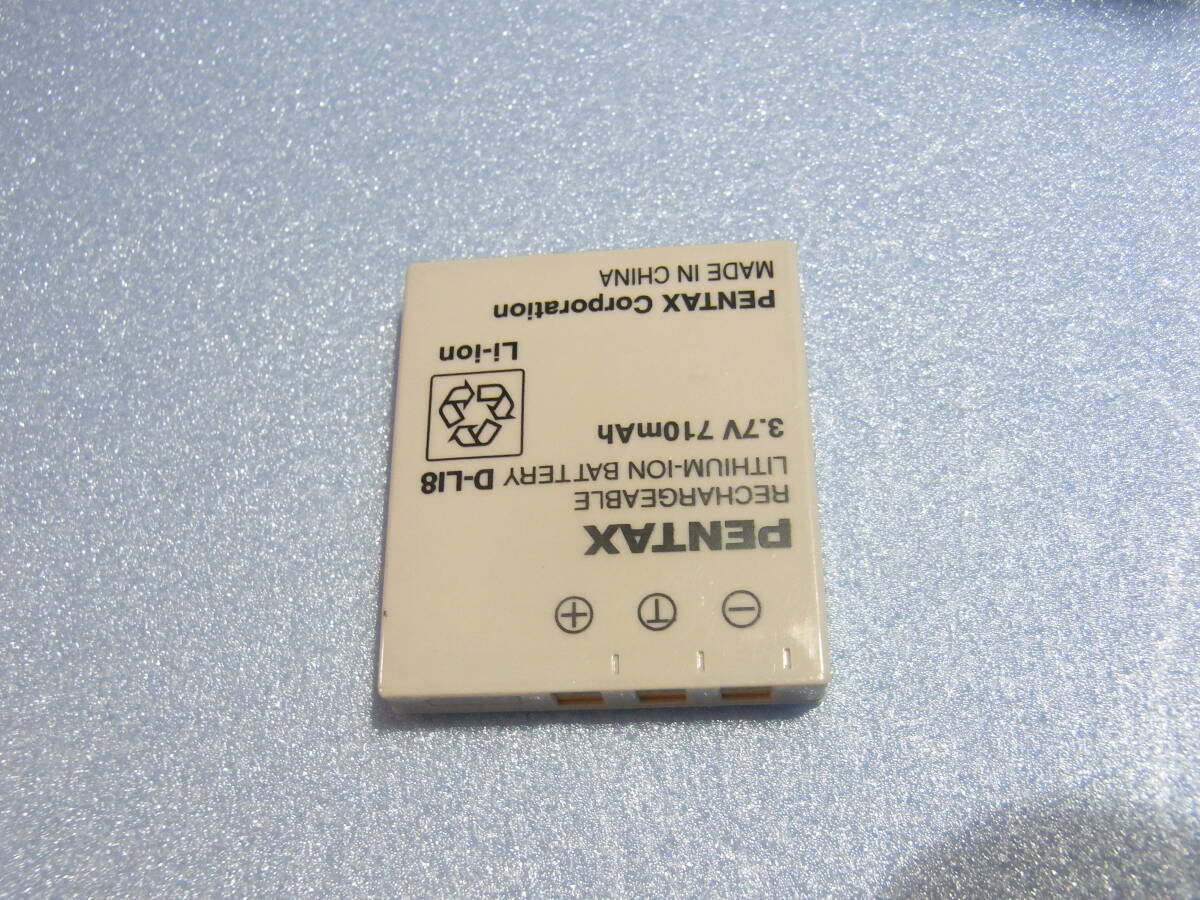 − T +
PENTAX
RECHARGEABLE
LITHIUM-ION BATTERY D-LI8
3.7V 710mAh
Li-ion
PENTAX Corporation
MADE IN CHINA